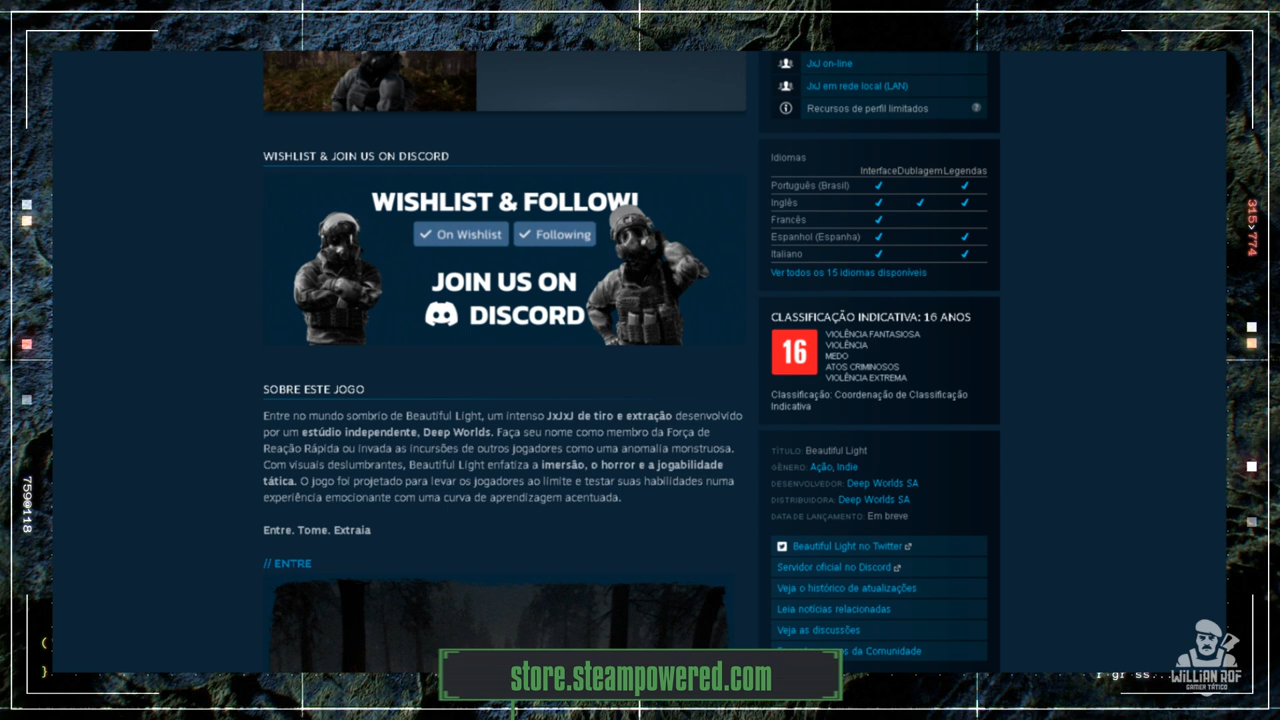 JxJ on-line
JxJ em rede local (LAN)
Recursos de perfil limitados
WISHLIST & JOIN US ON DISCORD
WISHLIST & FOLLOW!
On Wishlist
Following
JOIN US ON
DISCORD
Idiomas
Interface Dublagem Legendas
Português (Brasil)
Inglês
Francês
Espanhol (Espanha)
Italiano
Ver todos os 15 idiomas disponíveis
CLASSIFICAÇÃO INDICATIVA: 16 ANOS
16
VIOLÊNCIA FANTASIOSA
VIOLÊNCIA
MEDO
ATOS CRIMINOSOS
VIOLÊNCIA EXTREMA
Classificação: Coordenação de Classificação
Indicativa
SOBRE ESTE JOGO
Entre no mundo sombrio de Beautiful Light, um intenso JxJxJ de tiro e extração desenvolvido
por um estúdio independente, Deep Worlds. Faça seu nome como membro da Força de
Reação Rápida ou invada as incursões de outros jogadores como uma anomalia monstruosa.
Com visuais deslumbrantes, Beautiful Light enfatiza a imersão, o horror e a jogabilidade
tática. O jogo foi projetado para levar os jogadores ao limite e testar suas habilidades numa
experiência emocionante com uma curva de aprendizagem acentuada.
Entre. Tome. Extraia
// ENTRE
TÍTULO: Beautiful Light
GÊNERO: Ação, Indie
DESENVOLVEDOR: Deep Worlds SA
DISTRIBUIDORA: Deep Worlds SA
DATA DE LANÇAMENTO: Em breve
Beautiful Light no Twitter
Servidor oficial no Discord
Veja o histórico de atualizações
Leia notícias relacionadas
Veja as discussões
da Comunidade
store.steampowered.com
315>774
7590118
WILLIAN ROF
GAMER TÁTICO